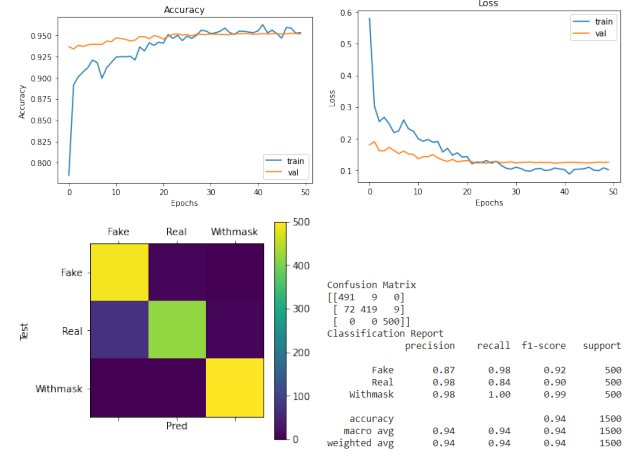 Accuracy
0.950
0.925
0.900
0.875
0.850
0.825
0.800
Accuracy
0 10 20 30 40 50
Epochs
train
val
Loss
0.6
0.5
0.4
0.3
0.2
0.1
Loss
0 10 20 30 40 50
Epochs
train
val
Fake Real Withmask
Fake
Real
Withmask
Test
Pred
500
400
300
200
100
0
Confusion Matrix
[[491 9 0]
[ 72 419 9]
[ 0 0 500]]
Classification Report
precision recall f1-score support
Fake 0.87 0.98 0.92 500
Real 0.98 0.84 0.90 500
Withmask 0.98 1.00 0.99 500
accuracy 0.94 1500
macro avg 0.94 0.94 0.94 1500
weighted avg 0.94 0.94 0.94 1500